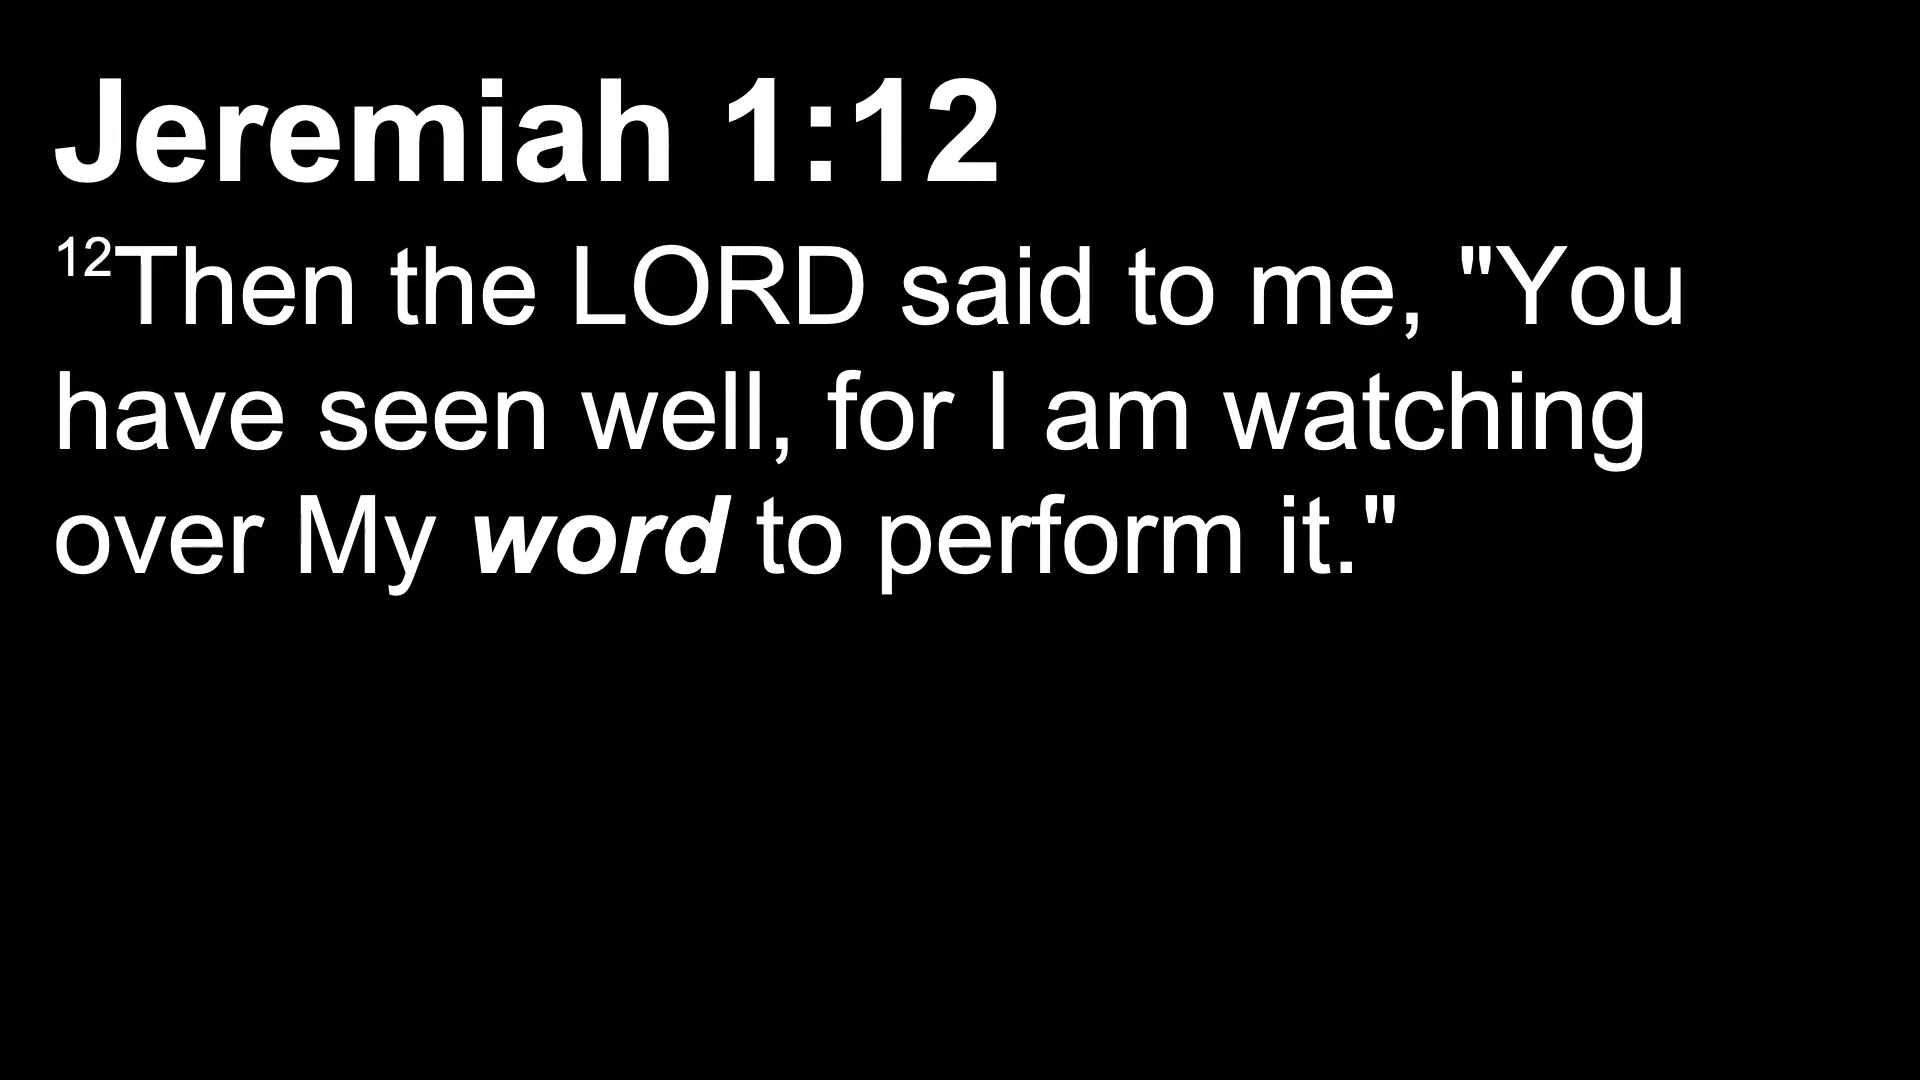 Jeremiah 1:12
12Then the LORD said to me, "You
have seen well, for I am watching
over My word to perform it."